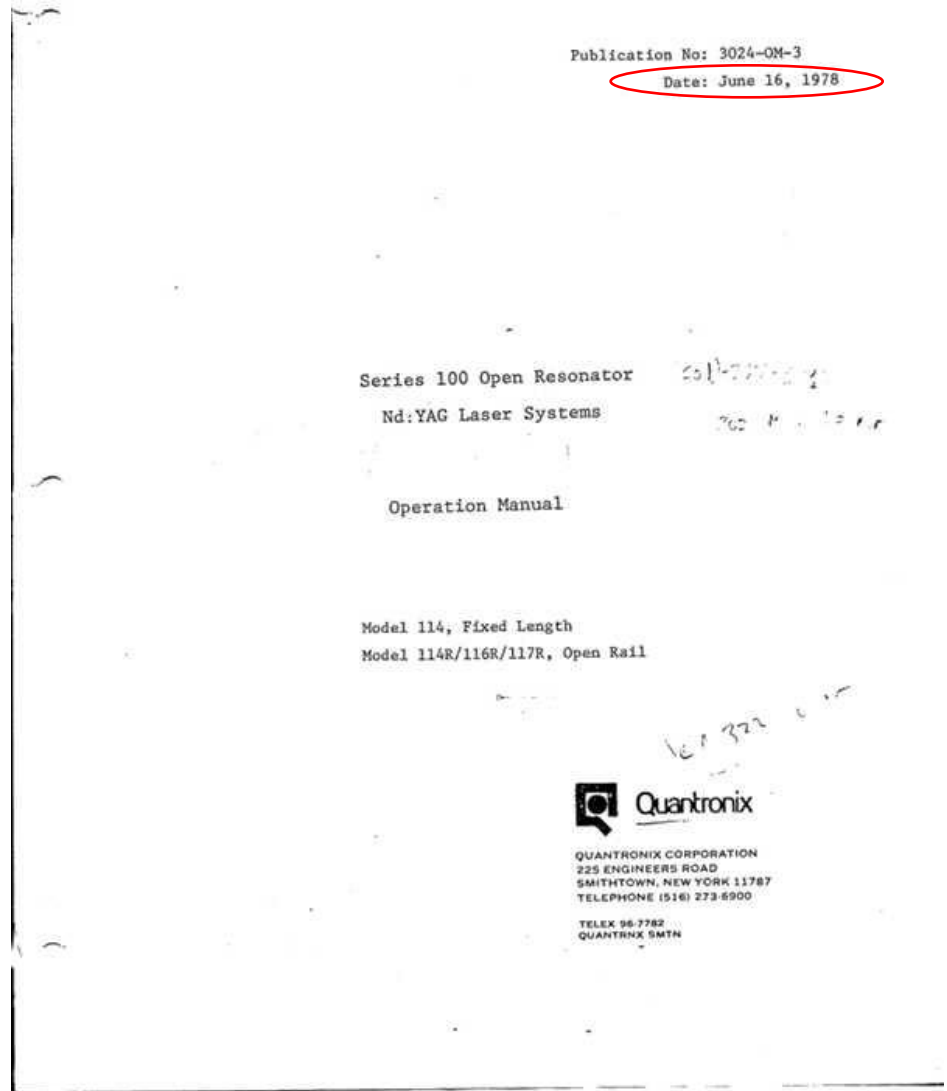 Publication No: 3024-OM-3
Date: June 16, 1978
Series 100 Open Resonator
Nd:YAG Laser Systems
Operation Manual
Model 114, Fixed Length
Model 114R/116R/117R, Open Rail
Quantronix
QUANTRONIX CORPORATION
225 ENGINEERS ROAD
SMITHTOWN, NEW YORK 11787
TELEPHONE (516) 273-6900
TELEX 96-7782
QUANTRNX SMTN